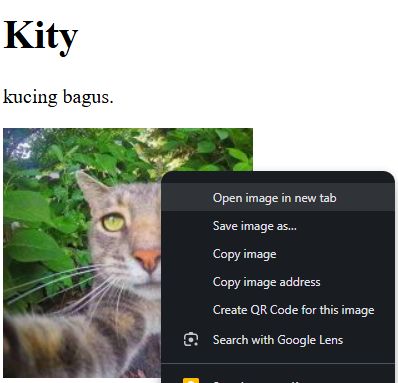 Kity
kucing bagus.
Open image in new tab
Save image as...
Copy image
Copy image address
Create QR Code for this image
Search with Google Lens